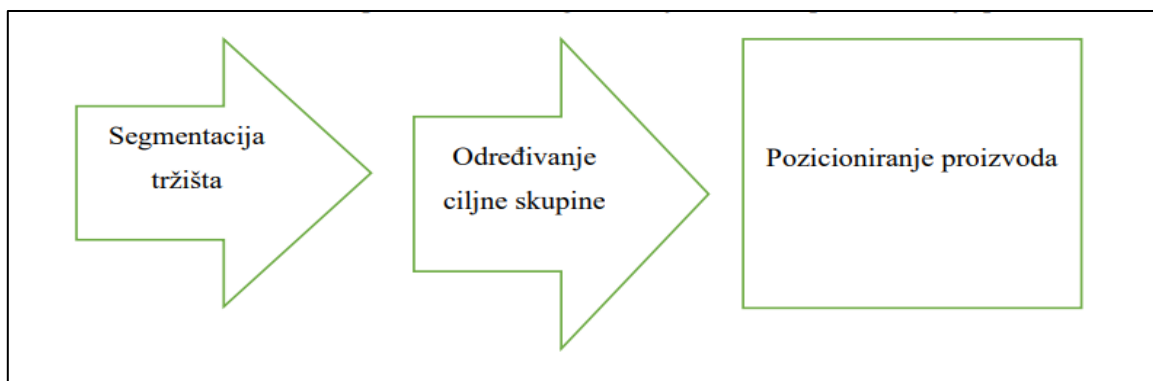 Segmentacija
tržišta
Određivanje
ciljne skupine
Pozicioniranje proizvoda